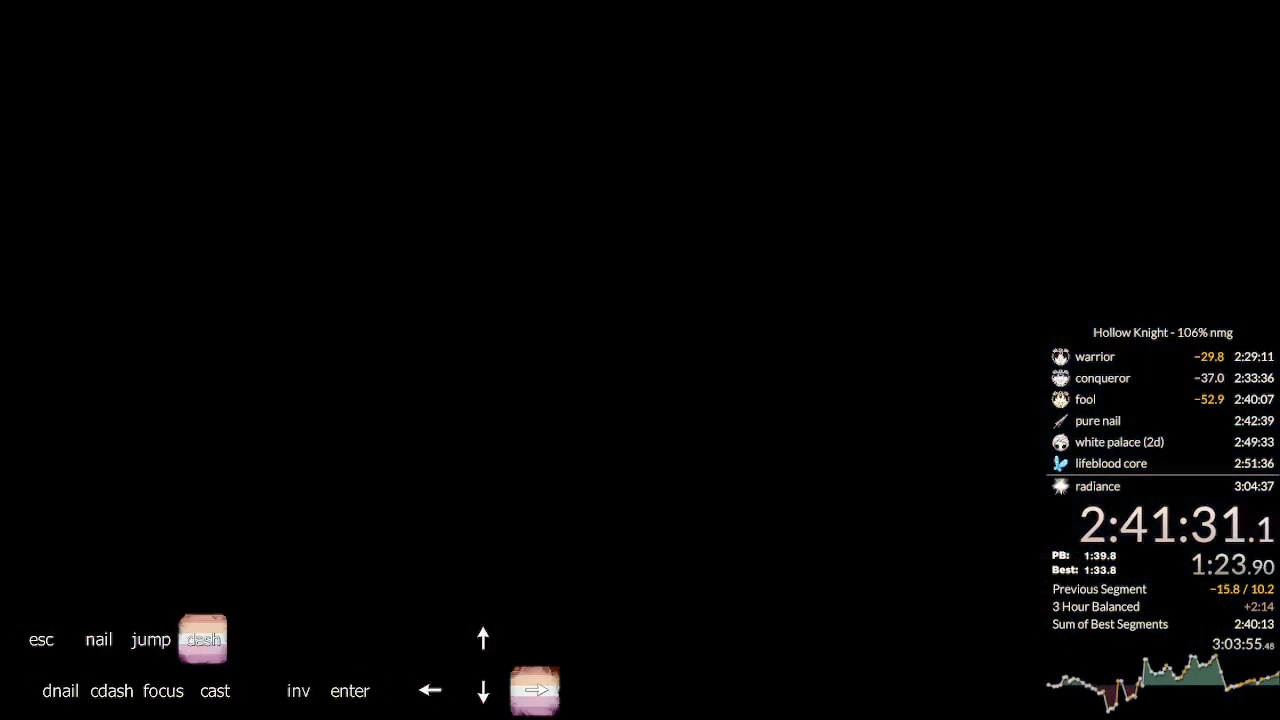 Hollow Knight - 106% nmg
warrior −29.8 2:29:11
conqueror −37.0 2:33:36
fool −52.9 2:40:07
pure nail 2:42:39
white palace (2d) 2:49:33
lifeblood core 2:51:36
radiance 3:04:37
2:41:31.1
PB: 1:39.8
Best: 1:33.8
1:23.90
Previous Segment −15.8 / 10.2
3 Hour Balanced +2:14
Sum of Best Segments 2:40:13
3:03:55.48
esc nail jump dash ↑
dnail cdash focus cast inv enter ← ↓ ⇒